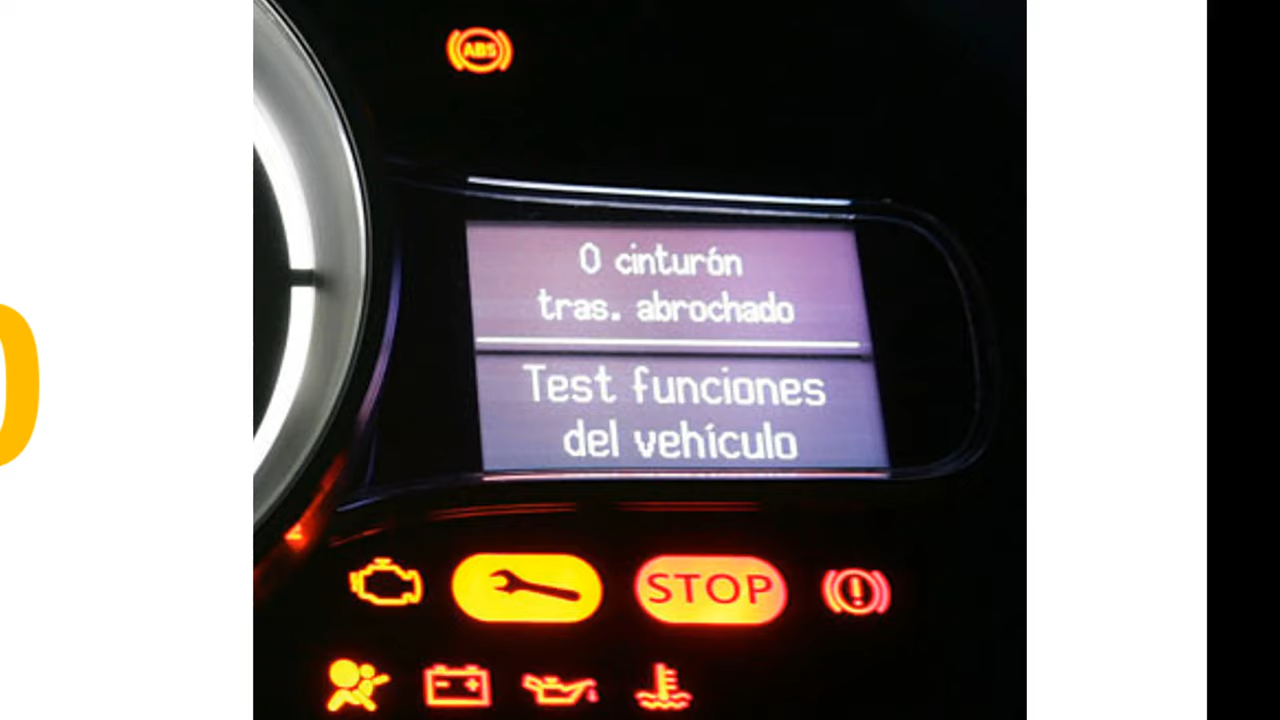 ABS
0 cinturón
tras. abrochado
Test funciones
del vehículo
STOP